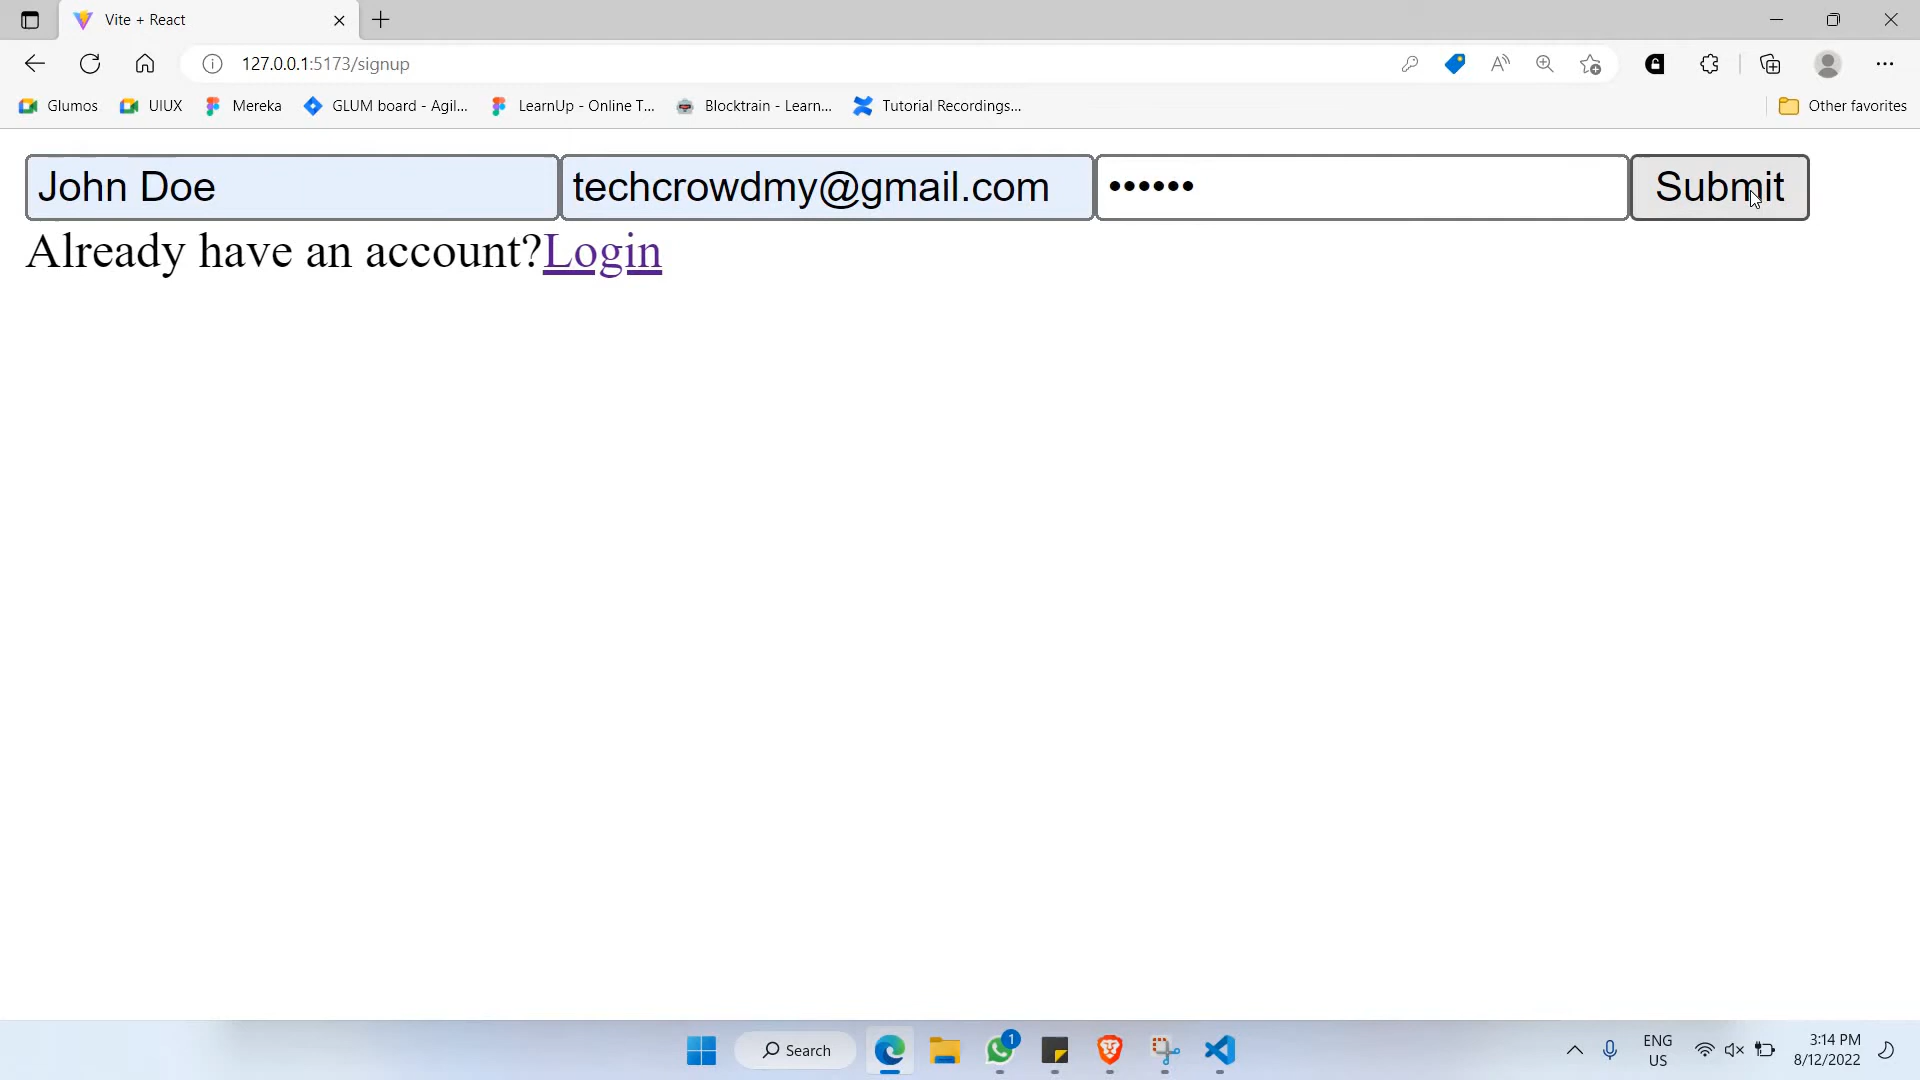 Vite + React
127.0.0.1:5173/signup
Glumos UIUX Mereka GLUM board - Agil... LearnUp - Online T... Blocktrain - Learn... Tutorial Recordings... Other favorites
John Doe techcrowdmy@gmail.com •••••• Submit
Already have an account?Login
Search 1 ENG 3:14 PM
US 8/12/2022